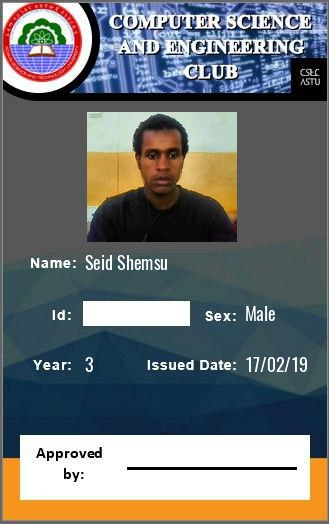 COMPUTER SCIENCE
AND ENGINEERING
CLUB
CSEC
ASTU
Name: Seid Shemsu
Id: Sex: Male
Year: 3 Issued Date: 17/02/19
Approved
by: